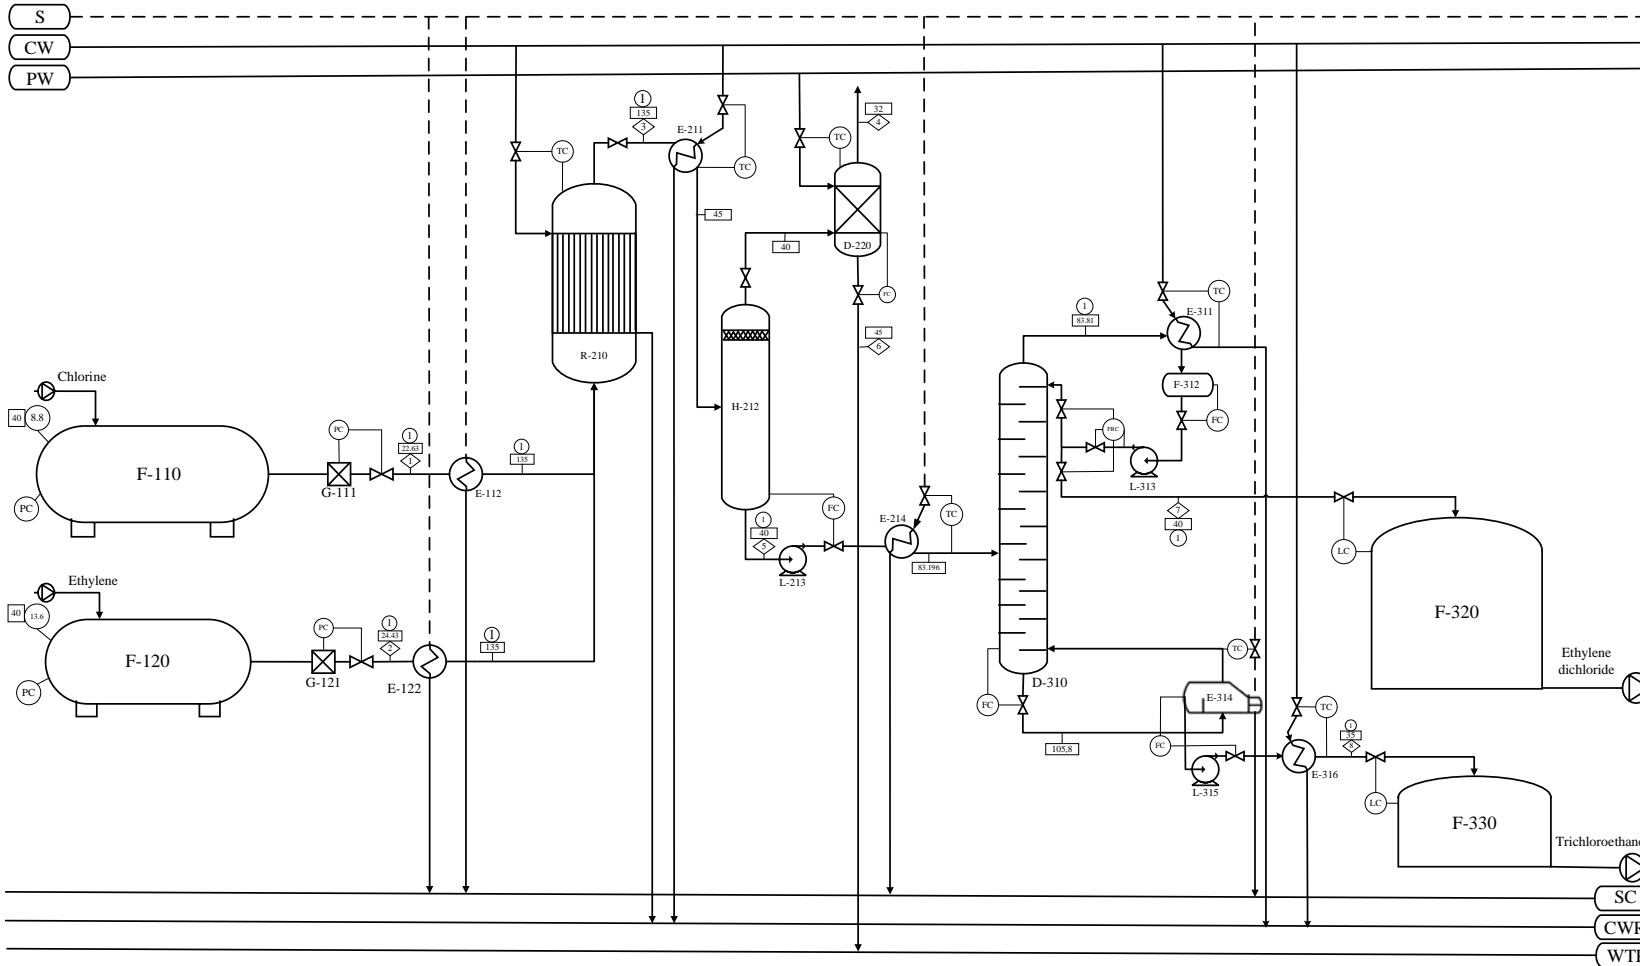 S
CW
PW
1
135
3
E-211
TC
TC
32
4
TC
45
40
D-220
FC
R-210
45
6
H-212
Chlorine
40
8.8
F-110
PC
PC
G-111
1
22.63
1
E-112
1
135
Ethylene
40
13.6
F-120
PC
PC
G-121
1
24.43
2
E-122
1
135
1
40
5
L-213
FC
E-214
TC
83.196
1
83.81
TC
E-311
F-312
FC
FRC
L-313
7
40
1
D-310
FC
105,8
TC
E-314
FC
L-315
TC
E-316
1
35
8
LC
F-320
Ethylene
dichloride
LC
F-330
Trichloroethane
SC
CWR